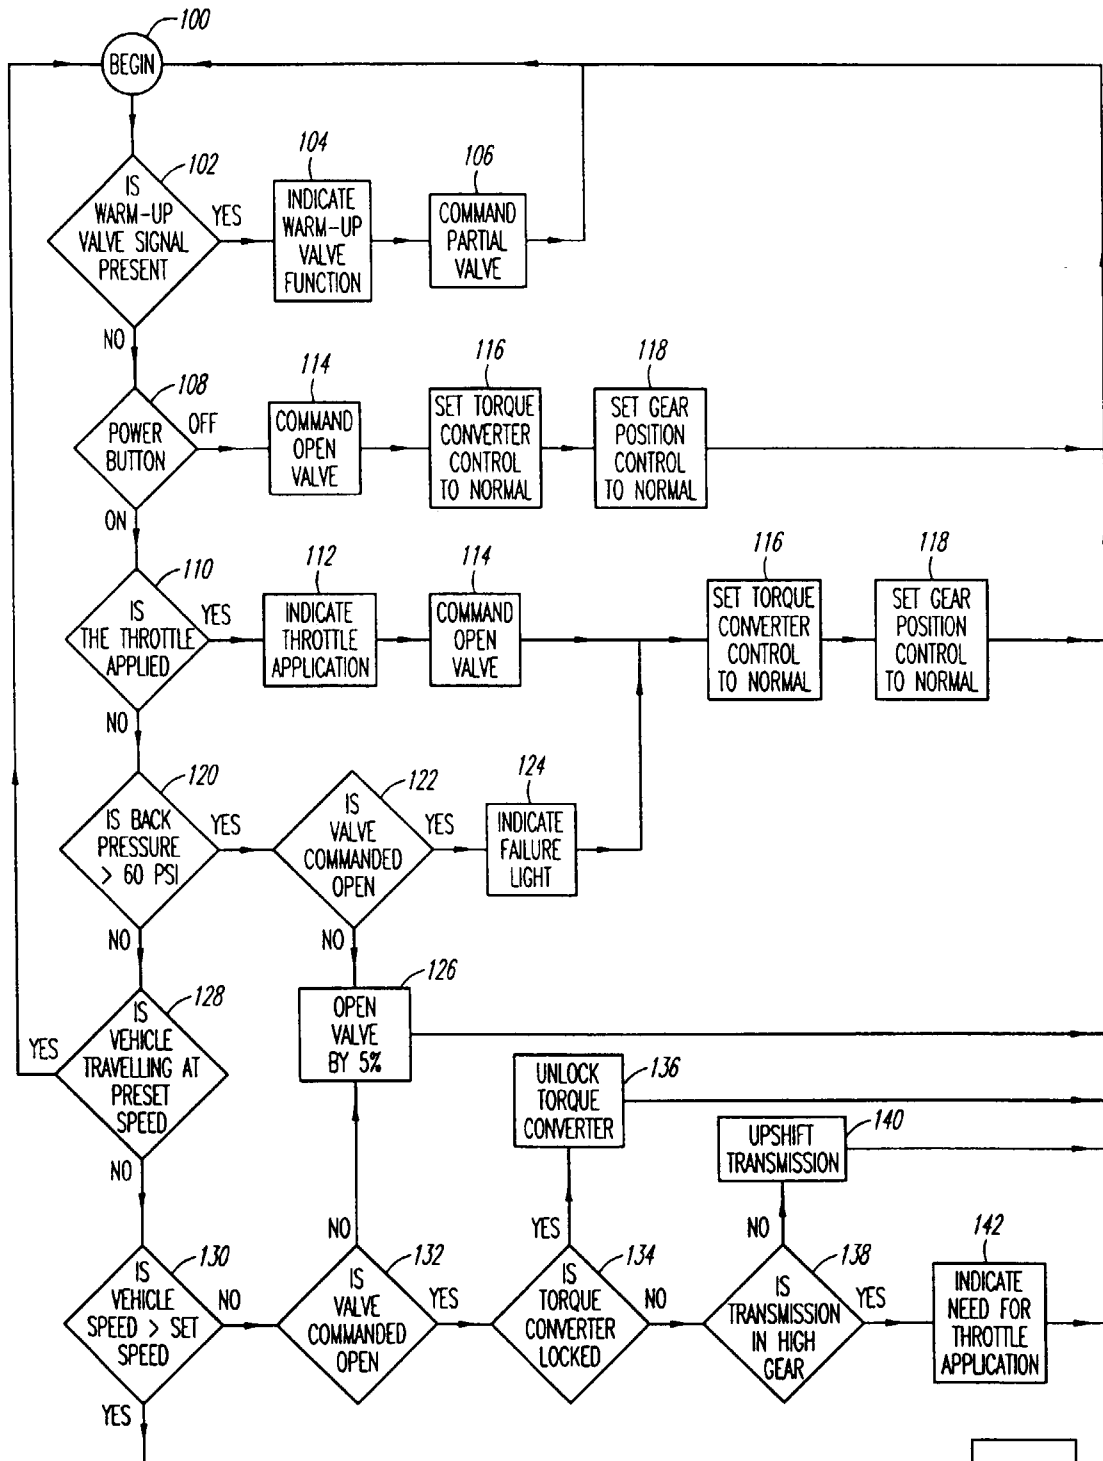 100
BEGIN
102
IS
WARM-UP
VALVE SIGNAL
PRESENT
YES
NO
104
INDICATE
WARM-UP
VALVE
FUNCTION
106
COMMAND
PARTIAL
VALVE
108
POWER
BUTTON
OFF
ON
114
COMMAND
OPEN
VALVE
116
SET TORQUE
CONVERTER
CONTROL
TO NORMAL
118
SET GEAR
POSITION
CONTROL
TO NORMAL
110
IS
THE THROTTLE
APPLIED
YES
NO
112
INDICATE
THROTTLE
APPLICATION
114
COMMAND
OPEN
VALVE
116
SET TORQUE
CONVERTER
CONTROL
TO NORMAL
118
SET GEAR
POSITION
CONTROL
TO NORMAL
120
IS BACK
PRESSURE
> 60 PSI
YES
NO
122
IS
VALVE
COMMANDED
OPEN
YES
NO
124
INDICATE
FAILURE
LIGHT
126
OPEN
VALVE
BY 5%
128
IS
VEHICLE
TRAVELLING AT
PRESET
SPEED
YES
NO
136
UNLOCK
TORQUE
CONVERTER
140
UPSHIFT
TRANSMISSION
130
IS
VEHICLE
SPEED > SET
SPEED
NO
YES
132
IS
VALVE
COMMANDED
OPEN
NO
YES
134
IS
TORQUE
CONVERTER
LOCKED
YES
NO
138
IS
TRANSMISSION
IN HIGH
GEAR
NO
YES
142
INDICATE
NEED FOR
THROTTLE
APPLICATION